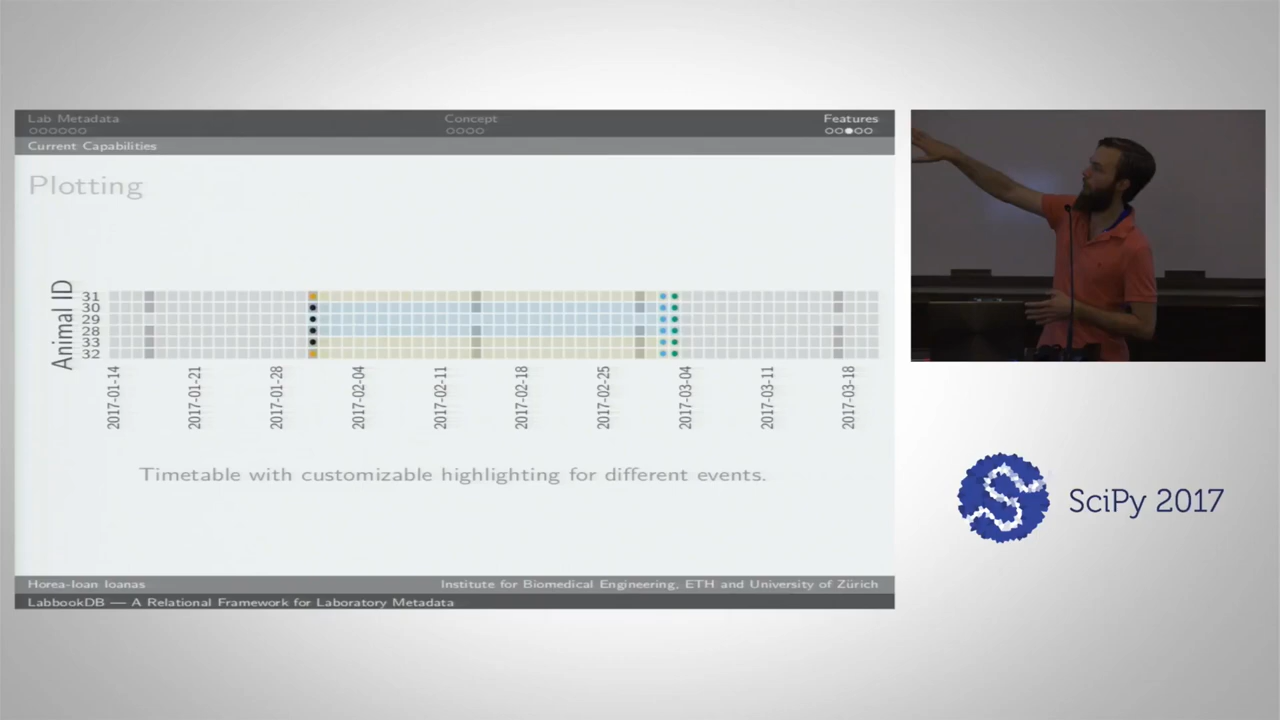 Lab Metadata
Concept
Features
Current Capabilities
Plotting
Animal ID
31
30
29
28
33
32
2017-01-14
2017-01-21
2017-01-28
2017-02-04
2017-02-11
2017-02-18
2017-02-25
2017-03-04
2017-03-11
2017-03-18
Timetable with customizable highlighting for different events.
Horea-Ioan Ioanas
Institute for Biomedical Engineering, ETH and University of Zürich
LabbookDB — A Relational Framework for Laboratory Metadata
SciPy 2017